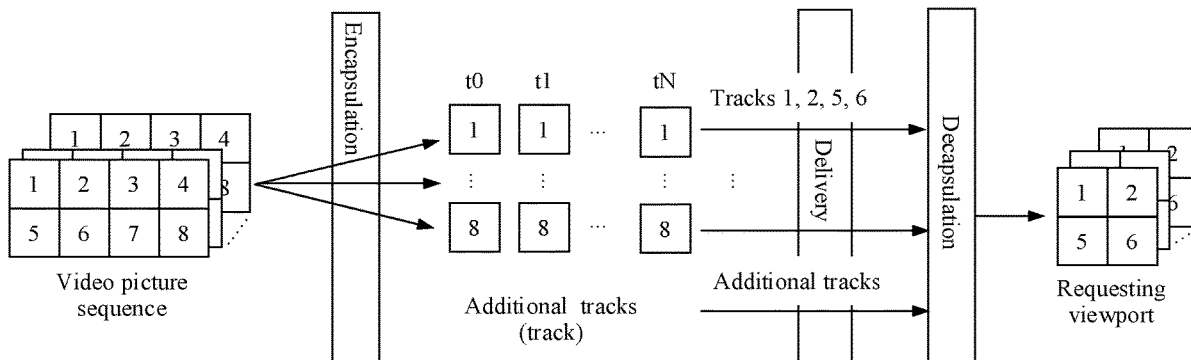 Encapsulation
t0 t1 tN
Tracks 1, 2, 5, 6
Delivery
Decapsulation
1 2 3 4
8
1 2 3 4
5 6 7 8
Video picture
sequence
1 1 ... 1
⋮ ⋮ ⋮ ⋮
8 8 ... 8
Additional tracks
(track)
Additional tracks
1 2
6
1 2
5 6
Requesting
viewport